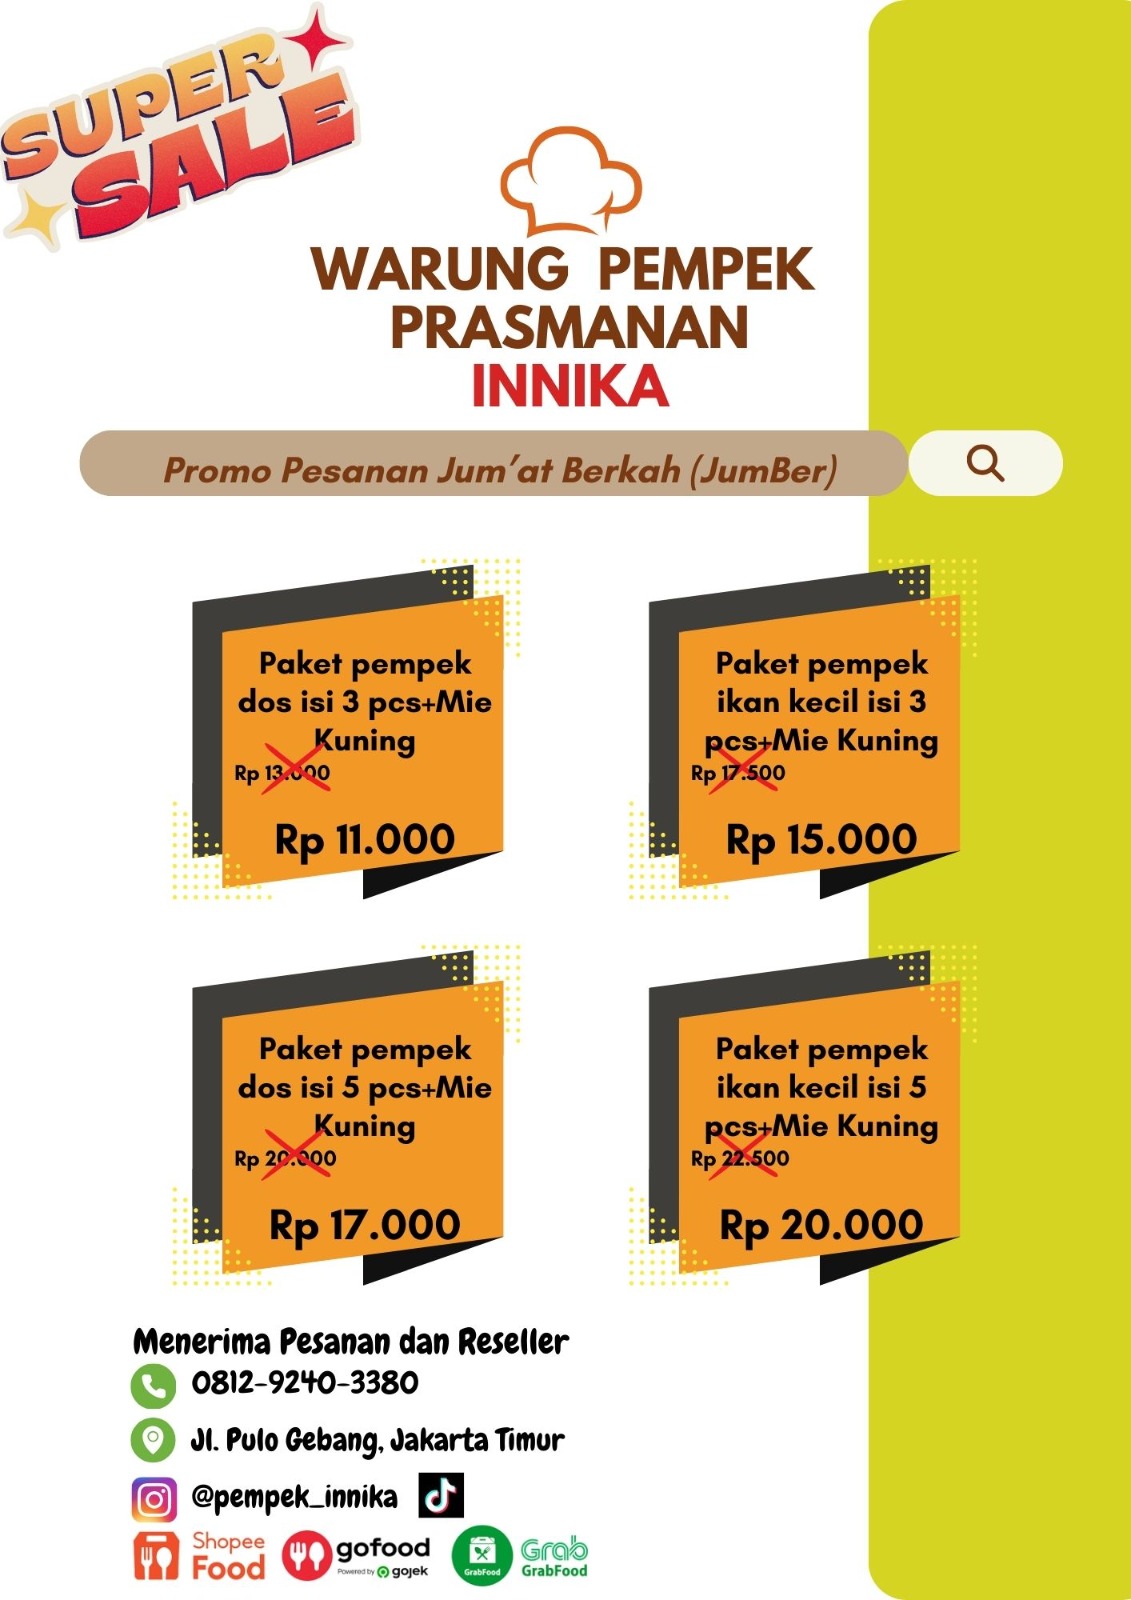 SUPER
SALE
WARUNG PEMPEK
PRASMANAN
INNIKA
Promo Pesanan Jum'at Berkah (JumBer)
Paket pempek
dos isi 3 pcs+Mie
Kuning
Rp 13.000
Rp 11.000
Paket pempek
ikan kecil isi 3
pcs+Mie Kuning
Rp 17.500
Rp 15.000
Paket pempek
dos isi 5 pcs+Mie
Kuning
Rp 20.000
Rp 17.000
Paket pempek
ikan kecil isi 5
pcs+Mie Kuning
Rp 22.500
Rp 20.000
Menerima Pesanan dan Reseller
0812-9240-3380
Jl. Pulo Gebang, Jakarta Timur
@pempek_innika
Shopee
Food
gofood
Powered by gojek
GrabFood
Grab
GrabFood